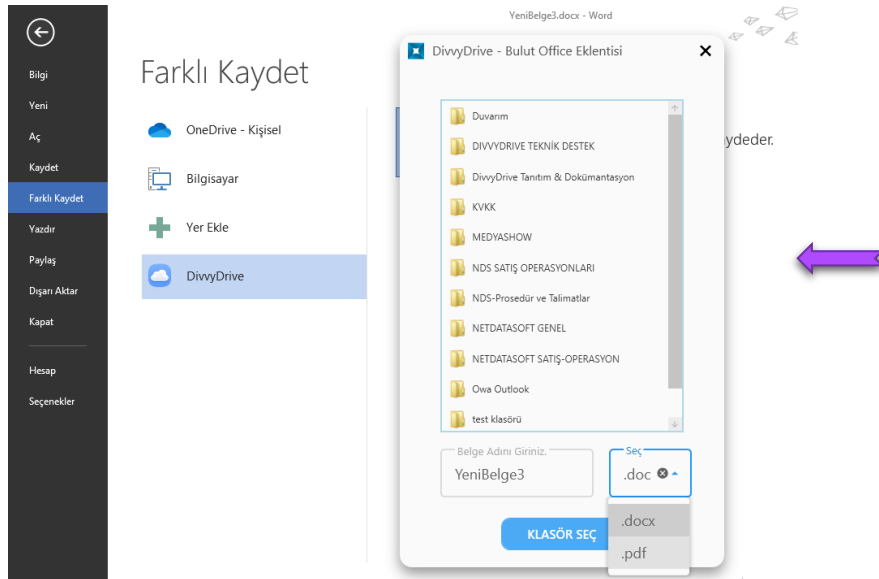 YeniBelge3.docx - Word
Bilgi
Yeni
Aç
Kaydet
Farklı Kaydet
Yazdır
Paylaş
Dışarı Aktar
Kapat
Hesap
Seçenekler
Farklı Kaydet
OneDrive - Kişisel
Bilgisayar
Yer Ekle
DivvyDrive
DivvyDrive - Bulut Office Eklentisi
Duvarım
DIVVYDRIVE TEKNİK DESTEK
DivvyDrive Tanıtım & Dokümantasyon
KVKK
MEDYASHOW
NDS SATIŞ OPERASYONLARI
NDS-Prosedür ve Talimatlar
NETDATASOFT GENEL
NETDATASOFT SATIŞ-OPERASYON
Owa Outlook
test klasörü
Belge Adını Giriniz.
YeniBelge3
Seç
.doc
.docx
.pdf
KLASÖR SEÇ
ydeder.